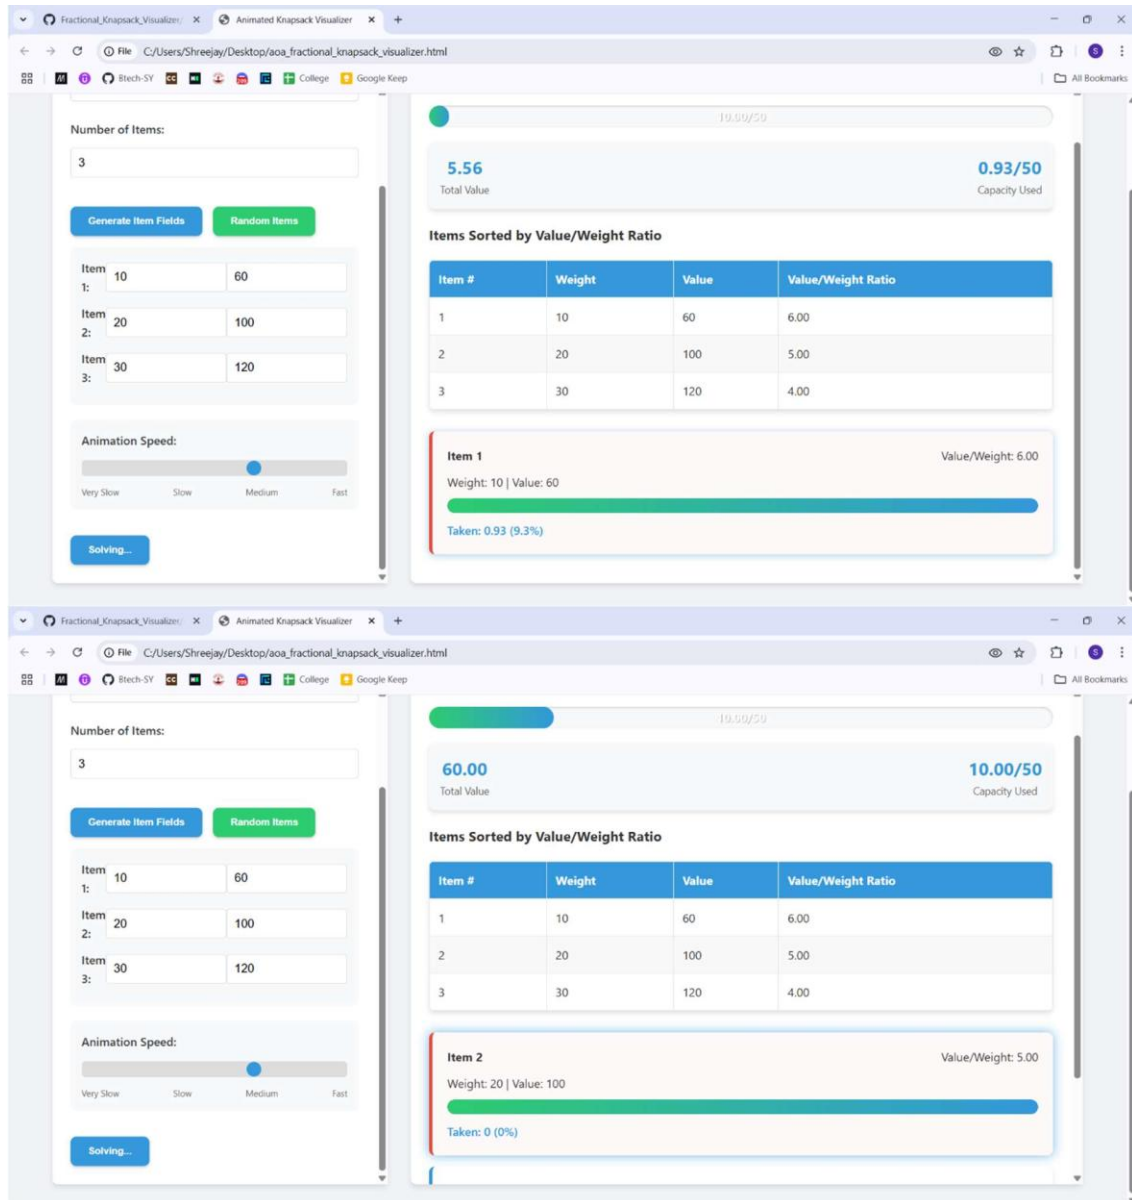 Fractional_Knapsack_Visualizer/ Animated Knapsack Visualizer
File C:/Users/Shreejay/Desktop/aoa_fractional_knapsack_visualizer.html S
Btech-SY CC College Google Keep All Bookmarks
10.00/50
Number of Items:
3
5.56 0.93/50
Total Value Capacity Used
Generate Item Fields Random Items
Items Sorted by Value/Weight Ratio
Item 1: 10 60
Item 2: 20 100
Item 3: 30 120
Item # Weight Value Value/Weight Ratio
1 10 60 6.00
2 20 100 5.00
3 30 120 4.00
Animation Speed:
Very Slow Slow Medium Fast
Solving...
Item 1 Value/Weight: 6.00
Weight: 10 | Value: 60
Taken: 0.93 (9.3%)
Fractional_Knapsack_Visualizer/ Animated Knapsack Visualizer
File C:/Users/Shreejay/Desktop/aoa_fractional_knapsack_visualizer.html S
Btech-SY CC College Google Keep All Bookmarks
10.00/50
Number of Items:
3
60.00 10.00/50
Total Value Capacity Used
Generate Item Fields Random Items
Items Sorted by Value/Weight Ratio
Item 1: 10 60
Item 2: 20 100
Item 3: 30 120
Item # Weight Value Value/Weight Ratio
1 10 60 6.00
2 20 100 5.00
3 30 120 4.00
Animation Speed:
Very Slow Slow Medium Fast
Solving...
Item 2 Value/Weight: 5.00
Weight: 20 | Value: 100
Taken: 0 (0%)